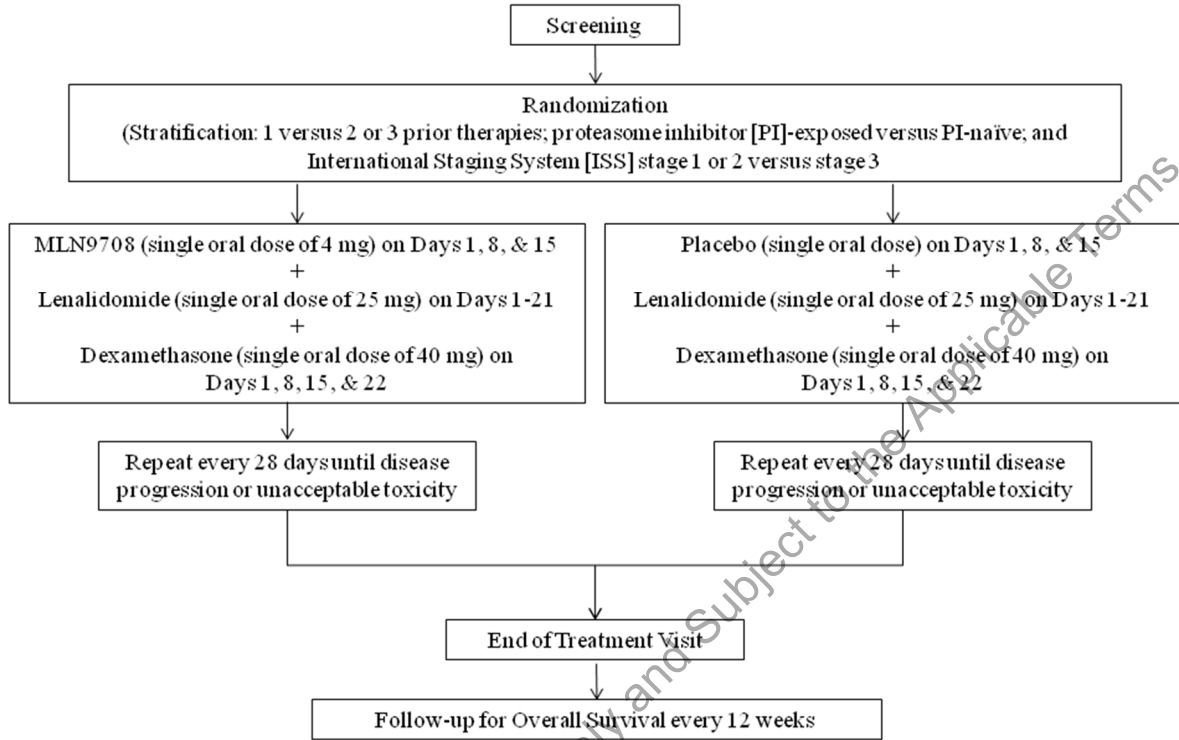 Screening
Randomization
(Stratification: 1 versus 2 or 3 prior therapies; proteasome inhibitor [PI]-exposed versus PI-naïve; and
International Staging System [ISS] stage 1 or 2 versus stage 3
MLN9708 (single oral dose of 4 mg) on Days 1, 8, & 15
+
Lenalidomide (single oral dose of 25 mg) on Days 1-21
+
Dexamethasone (single oral dose of 40 mg) on
Days 1, 8, 15, & 22
Placebo (single oral dose) on Days 1, 8, & 15
+
Lenalidomide (single oral dose of 25 mg) on Days 1-21
+
Dexamethasone (single oral dose of 40 mg) on
Days 1, 8, 15, & 22
Repeat every 28 days until disease
progression or unacceptable toxicity
Repeat every 28 days until disease
progression or unacceptable toxicity
End of Treatment Visit
Follow-up for Overall Survival every 12 weeks
and Subject to the Applicable Terms